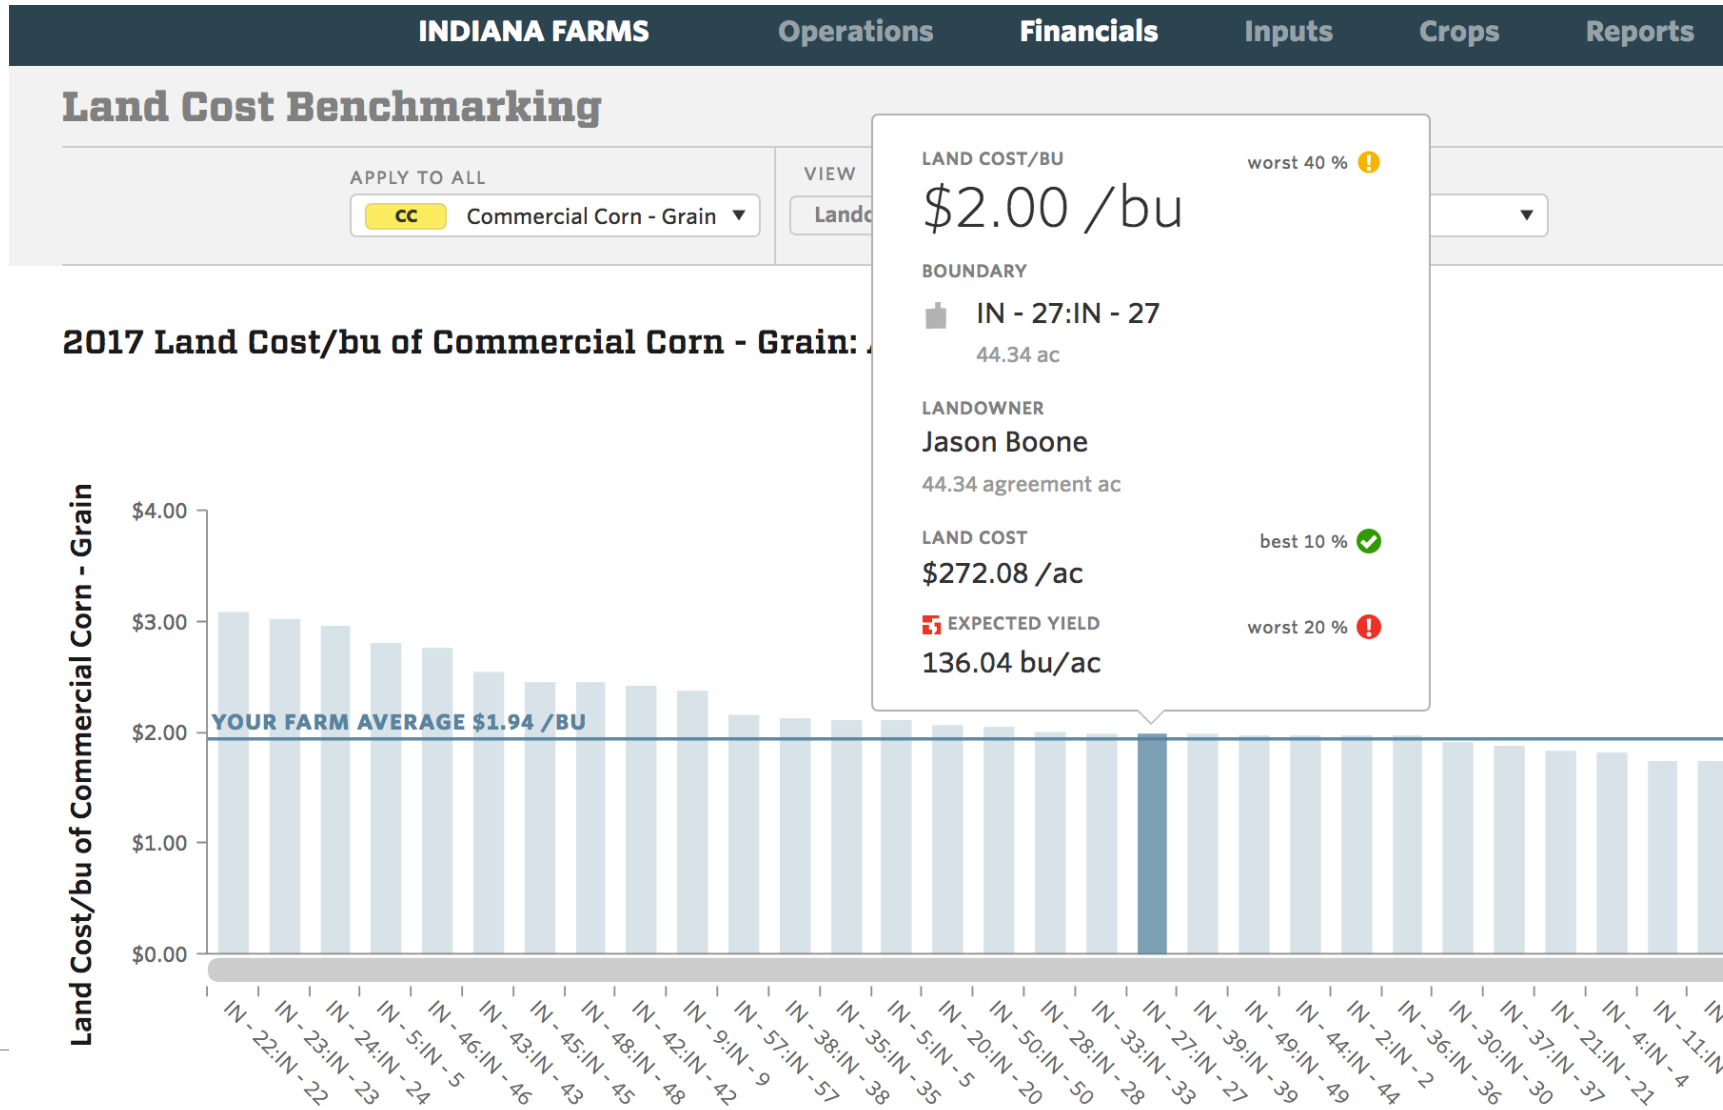 INDIANA FARMS Operations Financials Inputs Crops Reports
Land Cost Benchmarking
APPLY TO ALL
CC Commercial Corn - Grain
VIEW
2017 Land Cost/bu of Commercial Corn - Grain:
LAND COST/BU worst 40 %
$2.00 /bu
BOUNDARY
IN - 27:IN - 27
44.34 ac
LANDOWNER
Jason Boone
44.34 agreement ac
LAND COST best 10 %
$272.08 /ac
EXPECTED YIELD worst 20 %
136.04 bu/ac
Land Cost/bu of Commercial Corn - Grain
$4.00
$3.00
$2.00
$1.00
$0.00
YOUR FARM AVERAGE $1.94 /BU
IN - 22:IN - 22
IN - 23:IN - 23
IN - 24:IN - 24
IN - 5:IN - 5
IN - 46:IN - 46
IN - 43:IN - 43
IN - 45:IN - 45
IN - 48:IN - 48
IN - 42:IN - 42
IN - 9:IN - 9
IN - 57:IN - 57
IN - 38:IN - 38
IN - 35:IN - 35
IN - 5:IN - 5
IN - 20:IN - 20
IN - 50:IN - 50
IN - 28:IN - 28
IN - 33:IN - 33
IN - 27:IN - 27
IN - 39:IN - 39
IN - 49:IN - 49
IN - 44:IN - 44
IN - 2:IN - 2
IN - 36:IN - 36
IN - 30:IN - 30
IN - 37:IN - 37
IN - 21:IN - 21
IN - 4:IN - 4
IN - 11:IN
IN